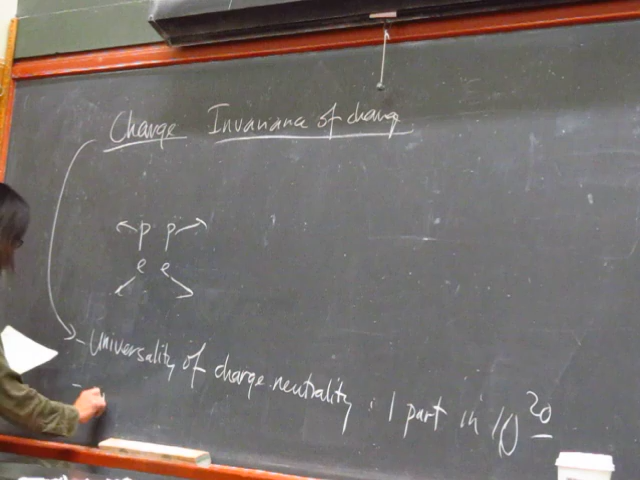 Charge Invariance of charge
p p
e e
- Universality of charge neutrality : 1 part in 10^20
-